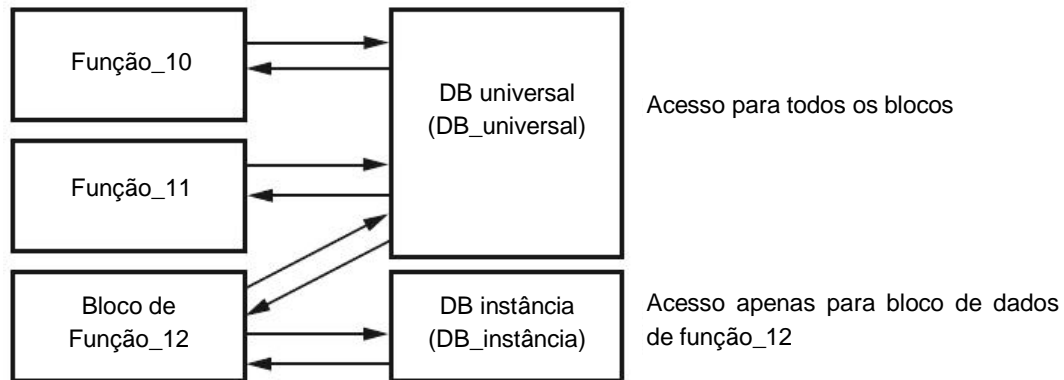 Função_10
DB universal
(DB_universal)
Acesso para todos os blocos
Função_11
Bloco de
Função_12
DB instância
(DB_instância)
Acesso apenas para bloco de dados
de função_12